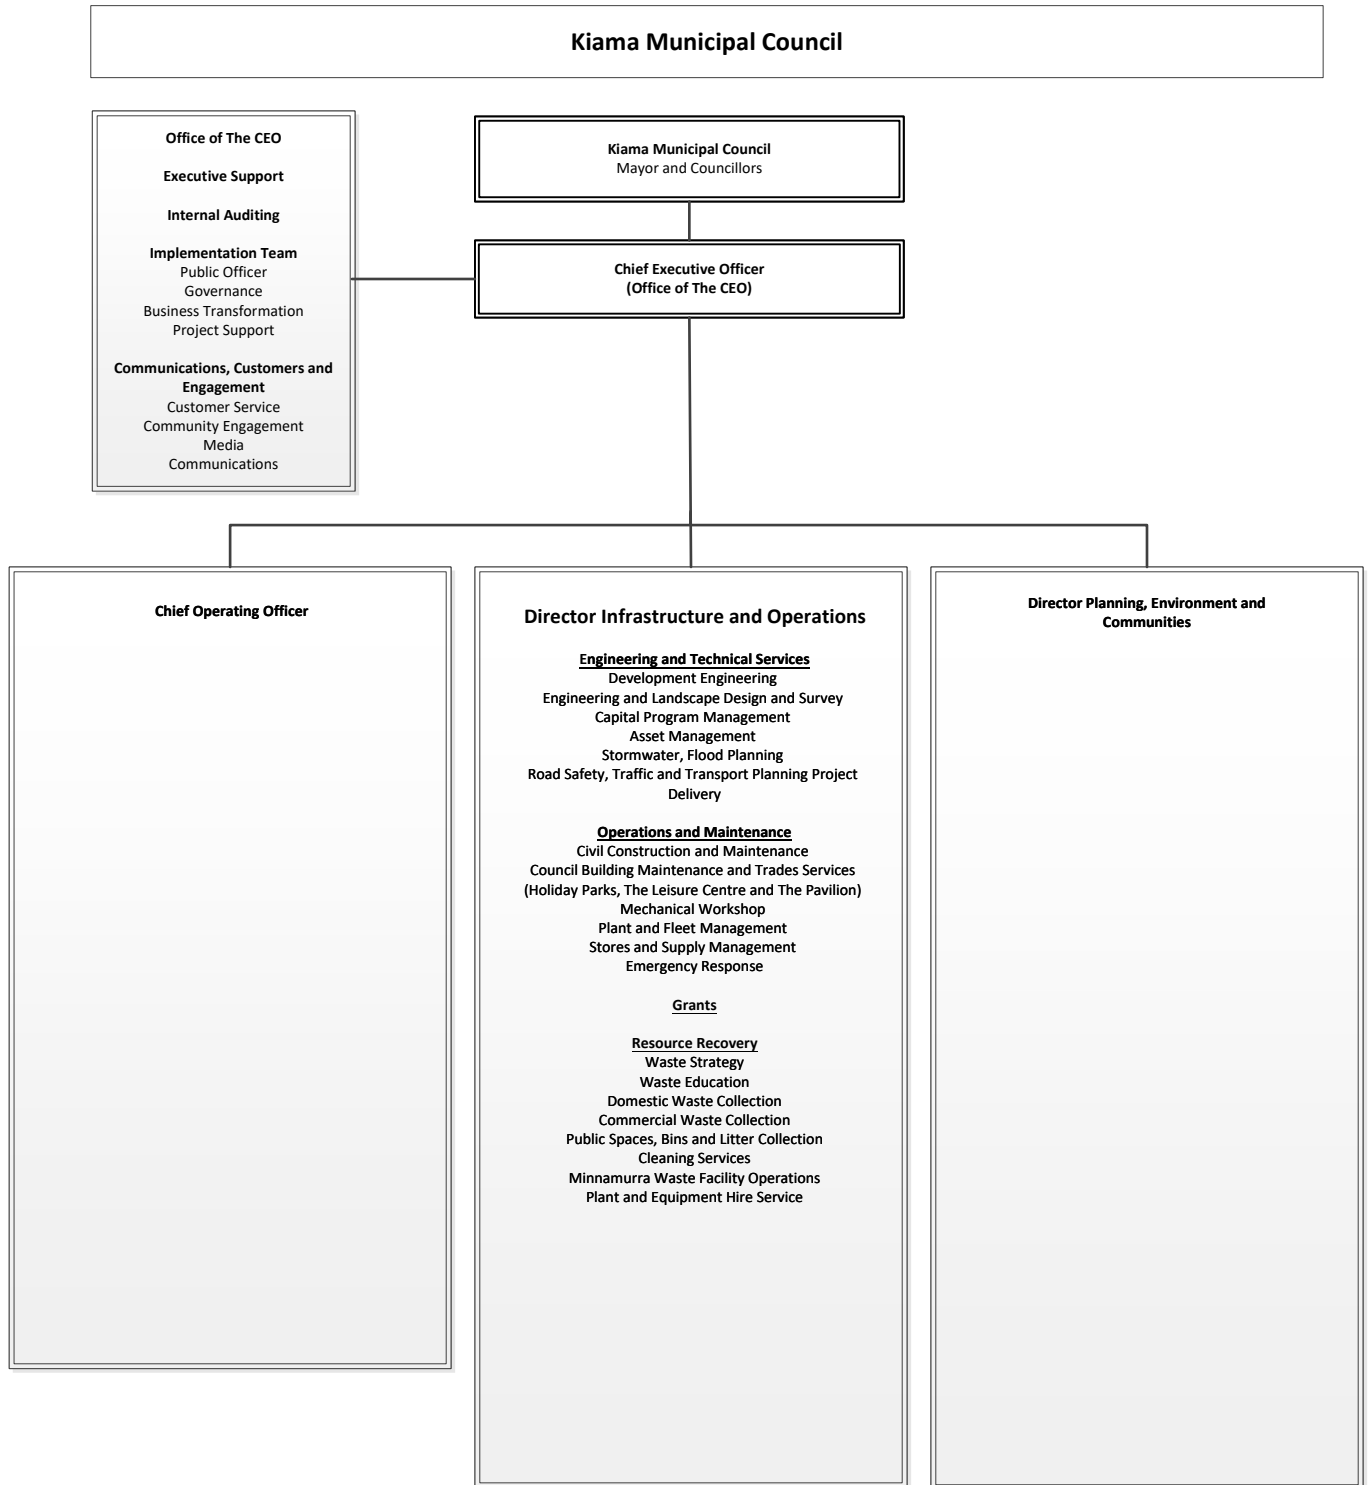 Kiama Municipal Council
Office of The CEO
Executive Support
Internal Auditing
Implementation Team
Public Officer
Governance
Business Transformation
Project Support
Communications, Customers and
Engagement
Customer Service
Community Engagement
Media
Communications
Kiama Municipal Council
Mayor and Councillors
Chief Executive Officer
(Office of The CEO)
Chief Operating Officer
Director Infrastructure and Operations
Engineering and Technical Services
Development Engineering
Engineering and Landscape Design and Survey
Capital Program Management
Asset Management
Stormwater, Flood Planning
Road Safety, Traffic and Transport Planning Project
Delivery
Operations and Maintenance
Civil Construction and Maintenance
Council Building Maintenance and Trades Services
(Holiday Parks, The Leisure Centre and The Pavilion)
Mechanical Workshop
Plant and Fleet Management
Stores and Supply Management
Emergency Response
Grants
Resource Recovery
Waste Strategy
Waste Education
Domestic Waste Collection
Commercial Waste Collection
Public Spaces, Bins and Litter Collection
Cleaning Services
Minnamurra Waste Facility Operations
Plant and Equipment Hire Service
Director Planning, Environment and
Communities